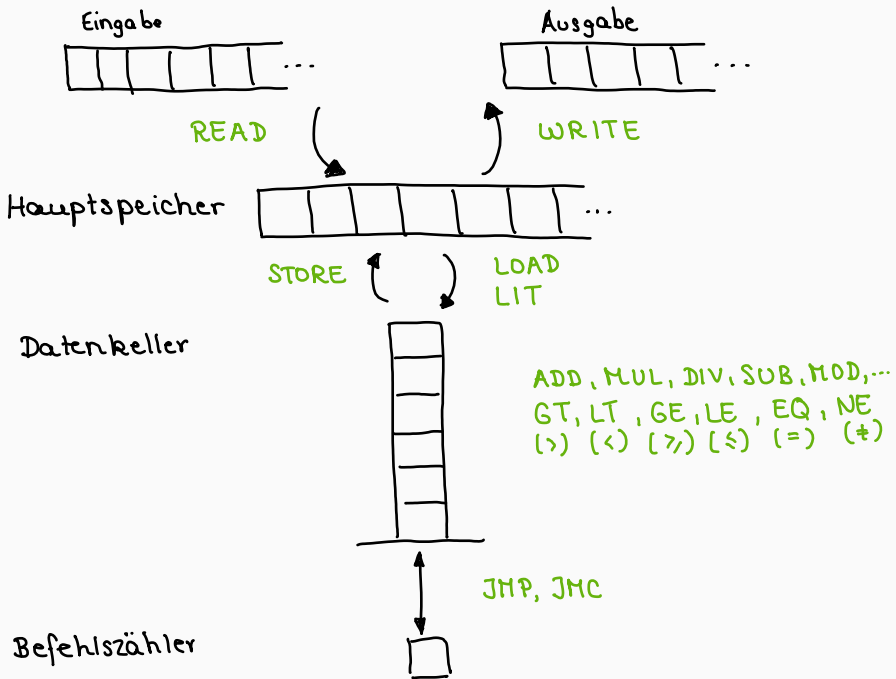 Eingabe
Ausgabe
...
...
READ
WRITE
Hauptspeicher
...
STORE
LOAD
LIT
Datenkeller
ADD, MUL, DIV, SUB, MOD,...
GT, LT, GE, LE, EQ, NE
(>) (<) (≥) (≤) (=) (≠)
JMP, JMC
Befehlszähler